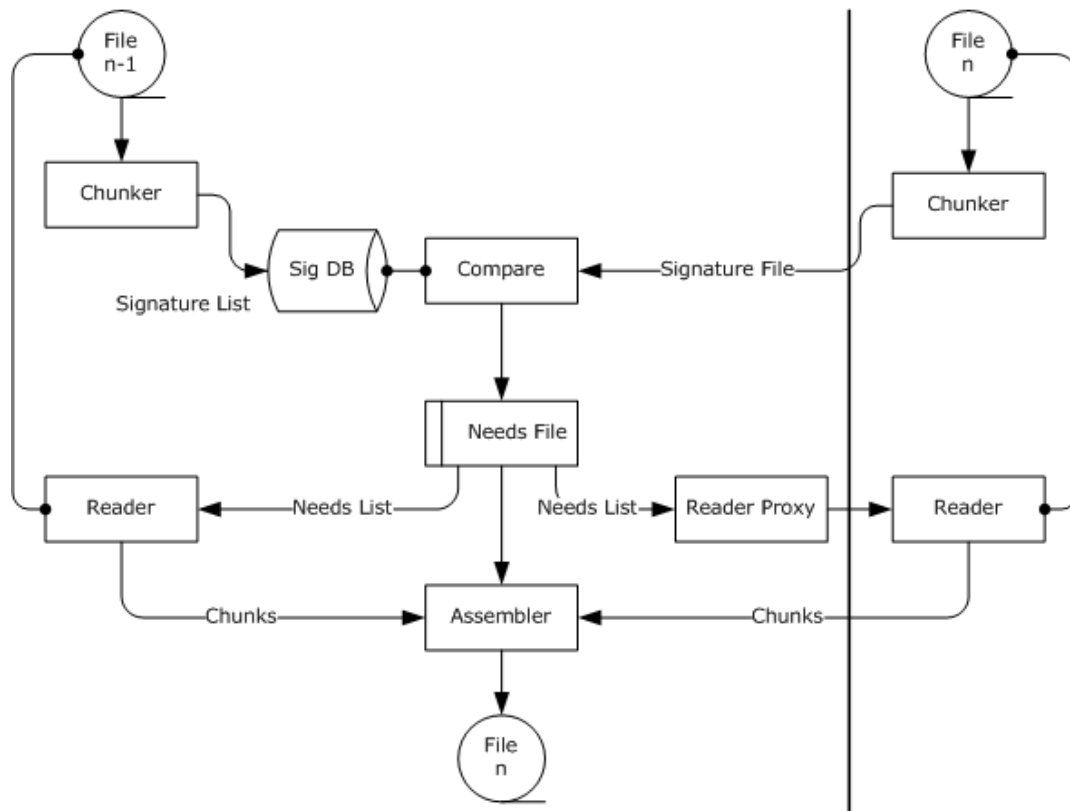 File
n-1
File
n
Chunker
Chunker
Sig DB
Compare
Signature File
Signature List
Needs File
Reader
Needs List
Needs List
Reader Proxy
Reader
Chunks
Assembler
Chunks
File
n